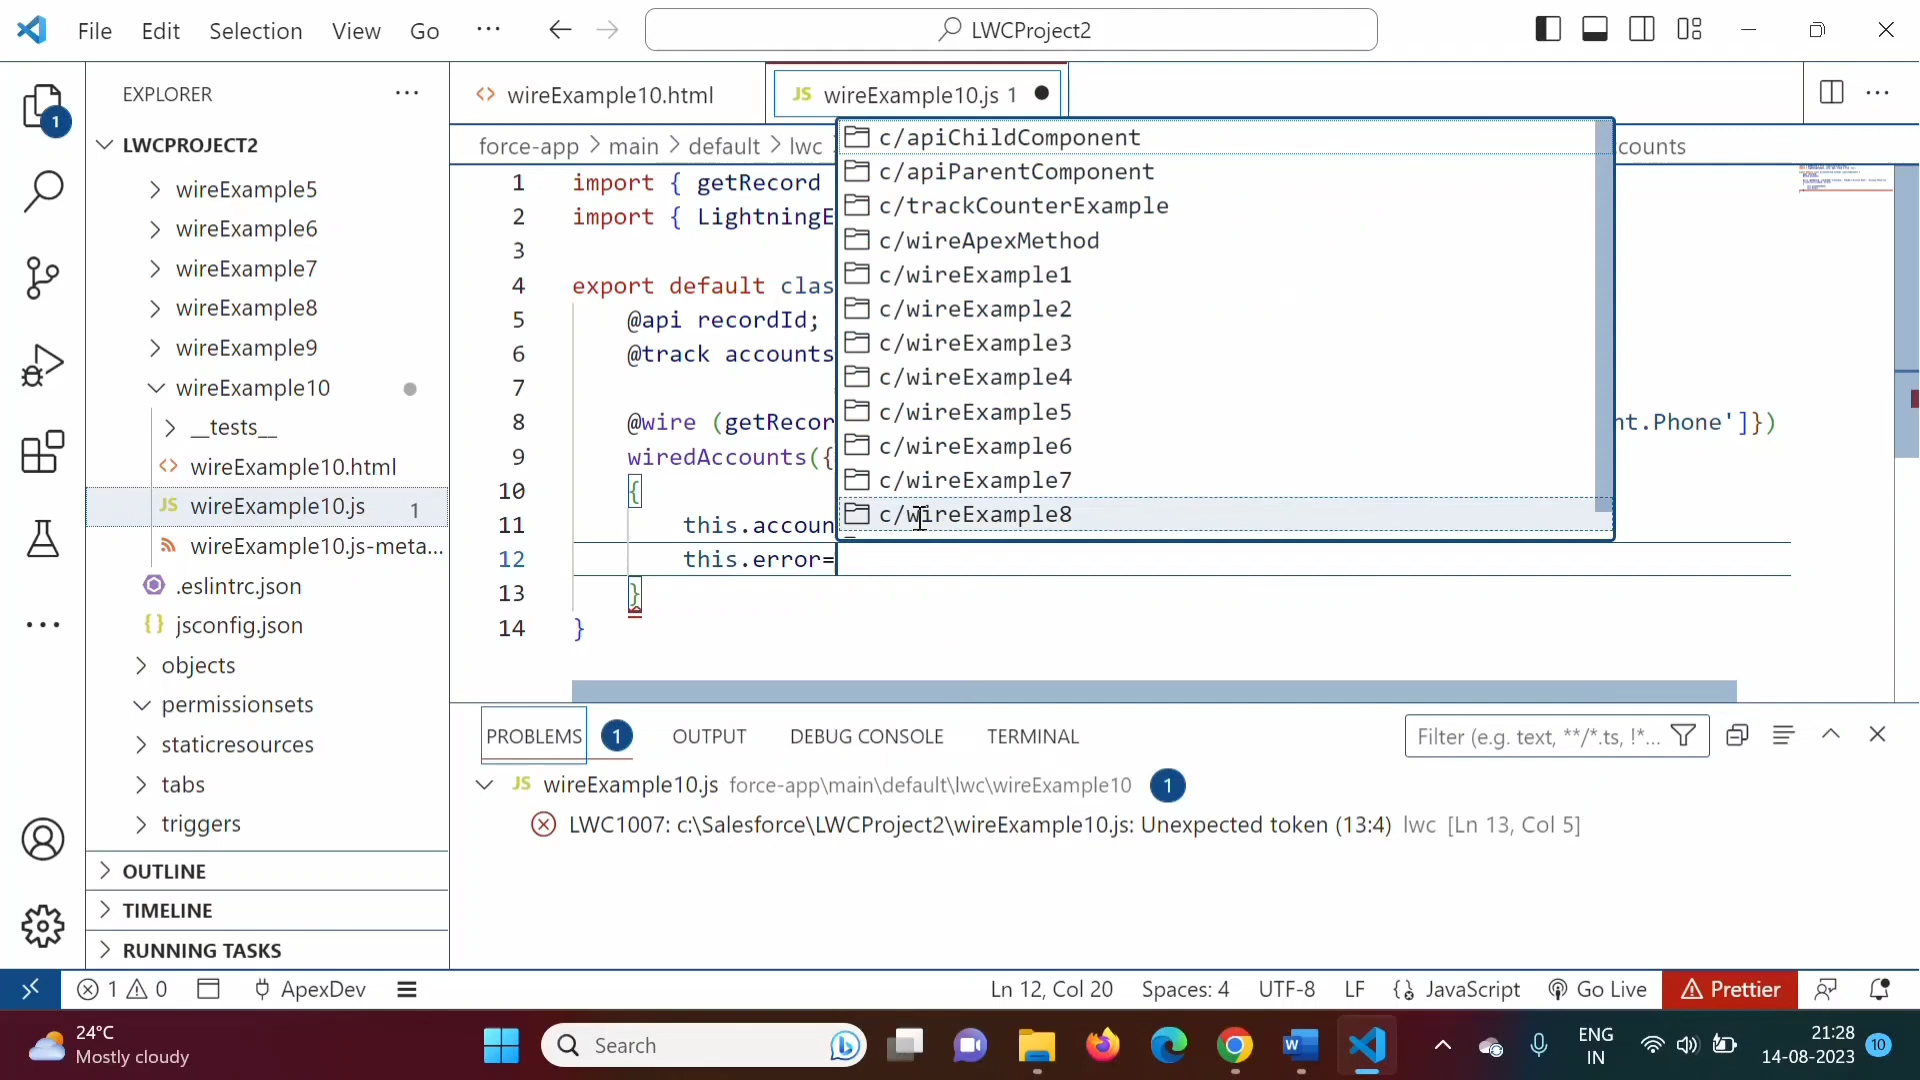 File Edit Selection View Go ··· LWCProject2
EXPLORER ···
LWCPROJECT2
wireExample5
wireExample6
wireExample7
wireExample8
wireExample9
wireExample10
__tests__
wireExample10.html
wireExample10.js 1
wireExample10.js-meta...
.eslintrc.json
jsconfig.json
objects
permissionsets
staticresources
tabs
triggers
OUTLINE
TIMELINE
RUNNING TASKS
1
wireExample10.html
JS wireExample10.js 1
force-app > main > default > lwc counts
1 import { getRecord
2 import { LightningE
3
4 export default clas
5 @api recordId;
6 @track accounts
7
8 @wire (getRecor nt.Phone']})
9 wiredAccounts({
10 {
11 this.accoun
12 this.error=
13 }
14 }
c/apiChildComponent
c/apiParentComponent
c/trackCounterExample
c/wireApexMethod
c/wireExample1
c/wireExample2
c/wireExample3
c/wireExample4
c/wireExample5
c/wireExample6
c/wireExample7
c/wireExample8
PROBLEMS 1 OUTPUT DEBUG CONSOLE TERMINAL Filter (e.g. text, **/*.ts, !*...
JS wireExample10.js force-app\main\default\lwc\wireExample10 1
LWC1007: c:\Salesforce\LWCProject2\wireExample10.js: Unexpected token (13:4) lwc [Ln 13, Col 5]
1 0 ApexDev Ln 12, Col 20 Spaces: 4 UTF-8 LF JavaScript Go Live Prettier
24°C
Mostly cloudy
Search
ENG
IN
21:28
14-08-2023
10